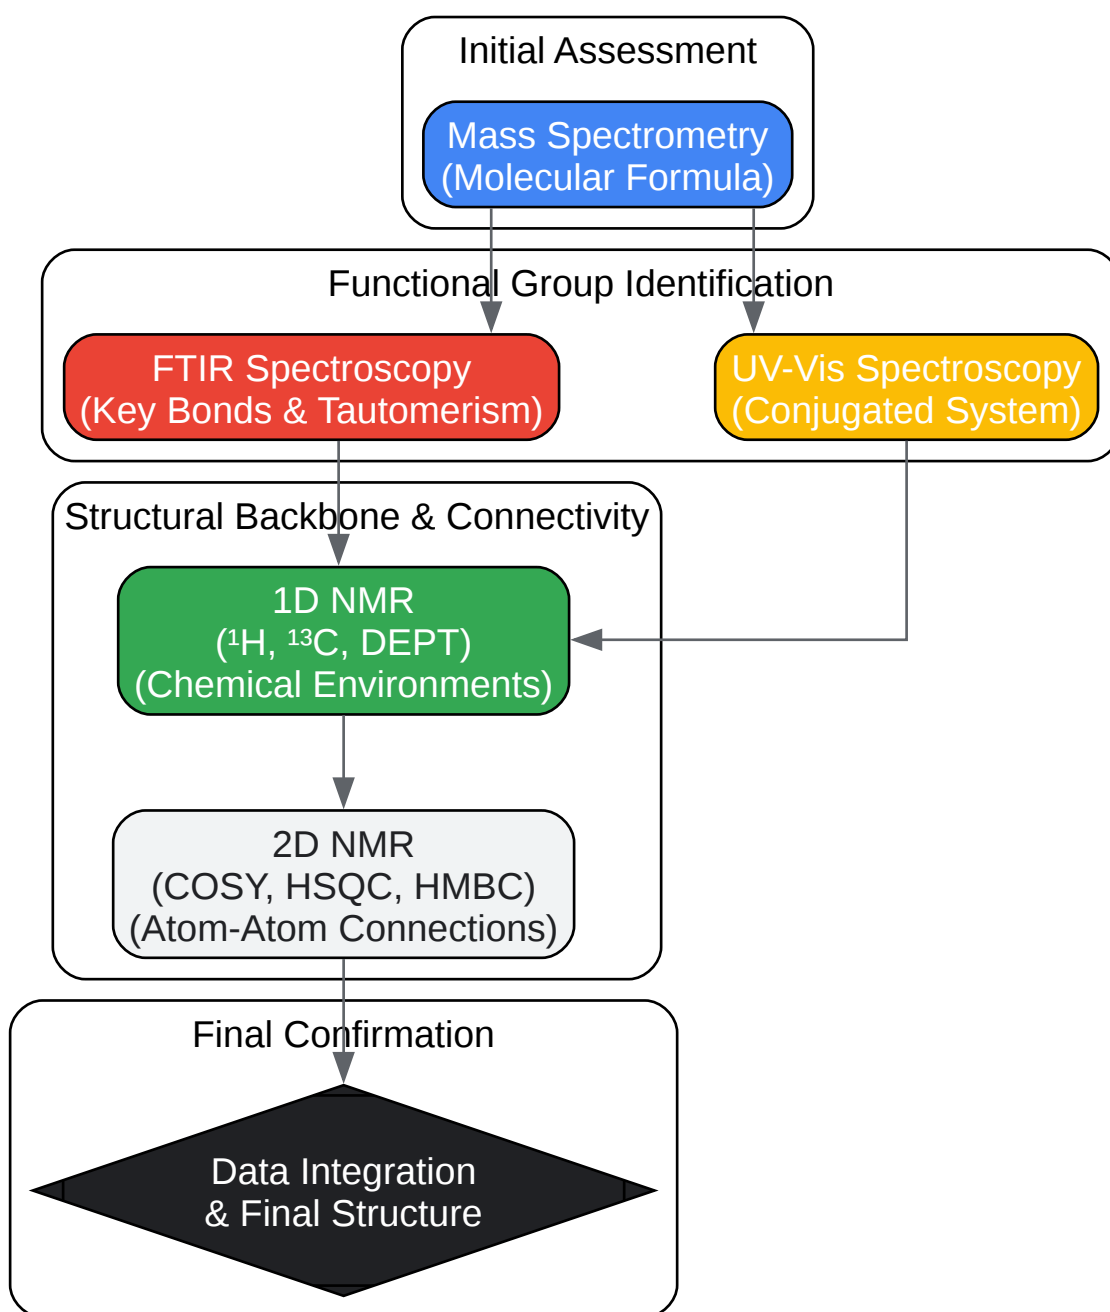 Initial Assessment
Mass Spectrometry
(Molecular Formula)
Functional Group Identification
FTIR Spectroscopy
(Key Bonds & Tautomerism)
UV-Vis Spectroscopy
(Conjugated System)
Structural Backbone & Connectivity
1D NMR
(¹H, ¹³C, DEPT)
(Chemical Environments)
2D NMR
(COSY, HSQC, HMBC)
(Atom-Atom Connections)
Final Confirmation
Data Integration
& Final Structure